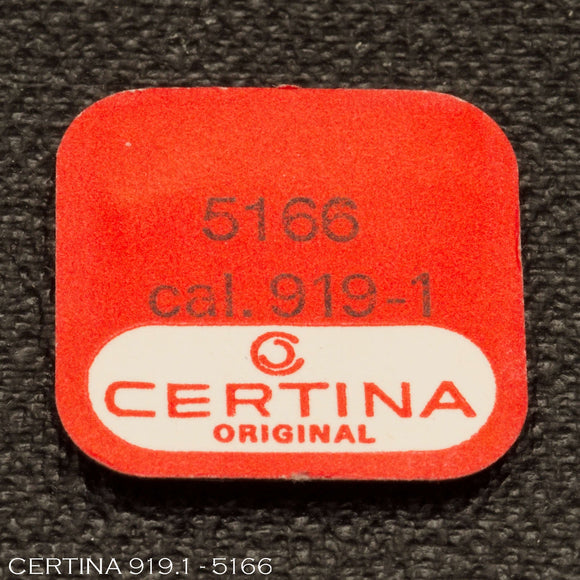 5166
cal. 919-1
CERTINA
ORIGINAL
CERTINA 919.1 - 5166